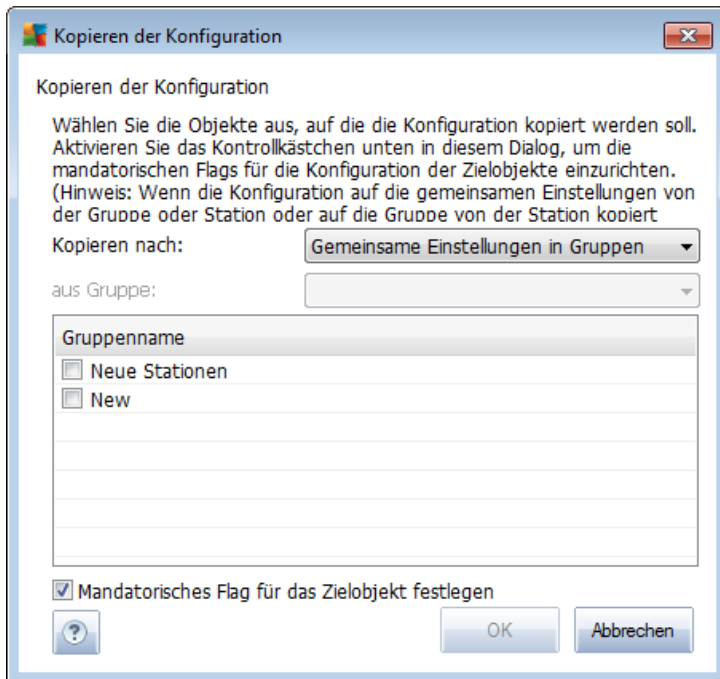 Kopieren der Konfiguration
Kopieren der Konfiguration
Wählen Sie die Objekte aus, auf die die Konfiguration kopiert werden soll.
Aktivieren Sie das Kontrollkästchen unten in diesem Dialog, um die
mandatorischen Flags für die Konfiguration der Zielobjekte einzurichten.
(Hinweis: Wenn die Konfiguration auf die gemeinsamen Einstellungen von
der Gruppe oder Station oder auf die Gruppe von der Station kopiert
Kopieren nach: Gemeinsame Einstellungen in Gruppen
aus Gruppe:
Gruppenname
Neue Stationen
New
Mandatorisches Flag für das Zielobjekt festlegen
? OK Abbrechen